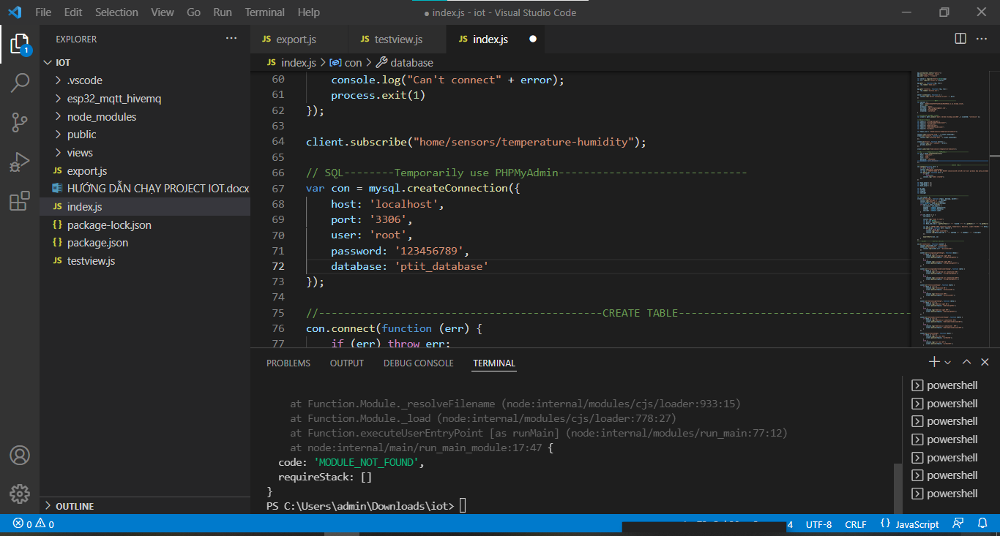 File Edit Selection View Go Run Terminal Help
● index.js - iot - Visual Studio Code
EXPLORER
1
IOT
.vscode
esp32_mqtt_hivemq
node_modules
public
views
JS export.js
HƯỚNG DẪN CHẠY PROJECT IOT.docx
JS index.js
{} package-lock.json
{} package.json
JS testview.js
OUTLINE
JS export.js JS testview.js JS index.js
JS index.js > con > database
60 console.log("Can't connect" + error);
61 process.exit(1)
62 });
63
64 client.subscribe("home/sensors/temperature-humidity");
65
66 // SQL--------Temporarily use PHPMyAdmin------------------------------
67 var con = mysql.createConnection({
68 host: 'localhost',
69 port: '3306',
70 user: 'root',
71 password: '123456789',
72 database: 'ptit_database'
73 });
74
75 //---------------------------------------------CREATE TABLE-------------------------------------
76 con.connect(function (err) {
77 if (err) throw err;
PROBLEMS OUTPUT DEBUG CONSOLE TERMINAL
at Function.Module._resolveFilename (node:internal/modules/cjs/loader:933:15)
at Function.Module._load (node:internal/modules/cjs/loader:778:27)
at Function.executeUserEntryPoint [as runMain] (node:internal/modules/run_main:77:12)
at node:internal/main/run_main_module:17:47 {
code: 'MODULE_NOT_FOUND',
requireStack: []
}
PS C:\Users\admin\Downloads\iot>
powershell
powershell
powershell
powershell
powershell
powershell
powershell
0 0
4 UTF-8 CRLF {} JavaScript